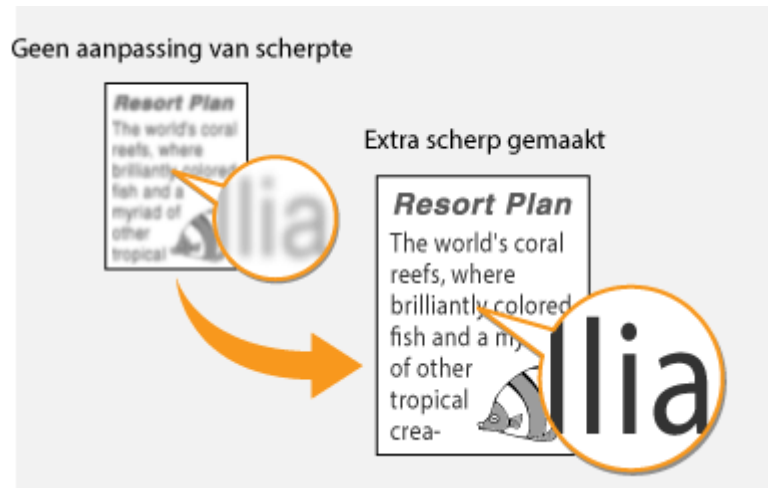 Geen aanpassing van scherpte
Resort Plan
The world's coral
reefs, where
brilliantly colored
fish and a
myriad of
other
tropical
llia
Extra scherp gemaakt
Resort Plan
The world's coral
reefs, where
brilliantly colored
fish and a my
of other
tropical
crea-
llia